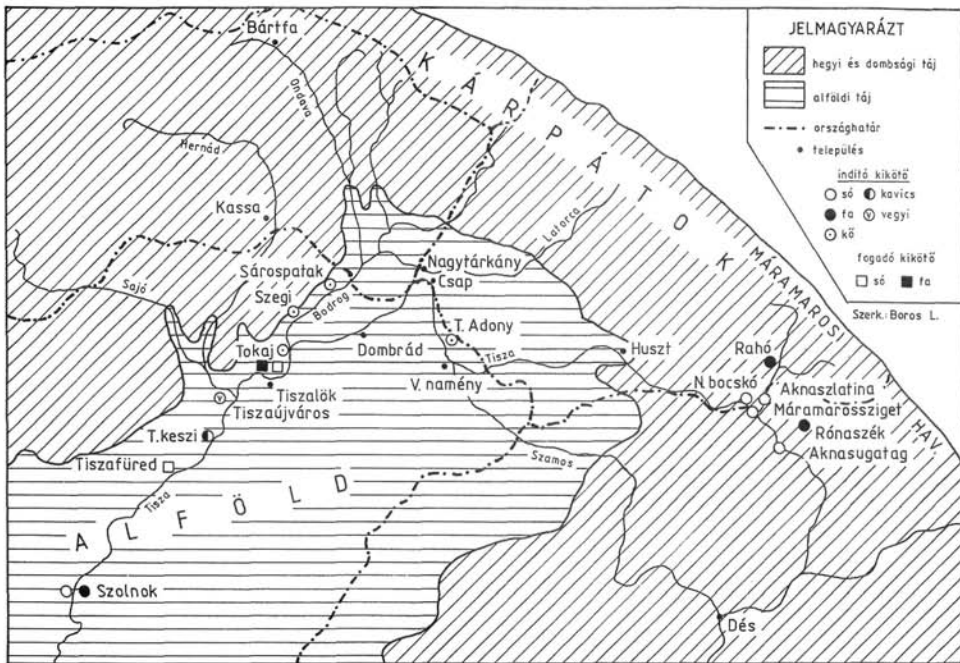 JELMAGYARÁZT
hegyi és dombsági táj
alföldi táj
országhatár
település
indító kikötő
só kavics
fa vegyi
kő
fogadó kikötő
só fa
Szerk.: Boros L.
Bártfa
Ondava
KÁRPÁTOK
Hernád
Kassa
Latorca
MÁRAMAROSI HAV.
Sárospatak
Nagytárkány
Csap
Sajó
Szegi
Bodrog
T. Adony
Tokaj
Dombrád
Tisza
Huszt
Rahó
V. namény
Tiszalök
N. bocskó
Aknaszlatina
V
Tiszaújváros
Máramarossziget
T. keszi
Rónaszék
Tiszafüred
Szamos
Aknasugatag
Tisza
ALFÖLD
Szolnok
Dés